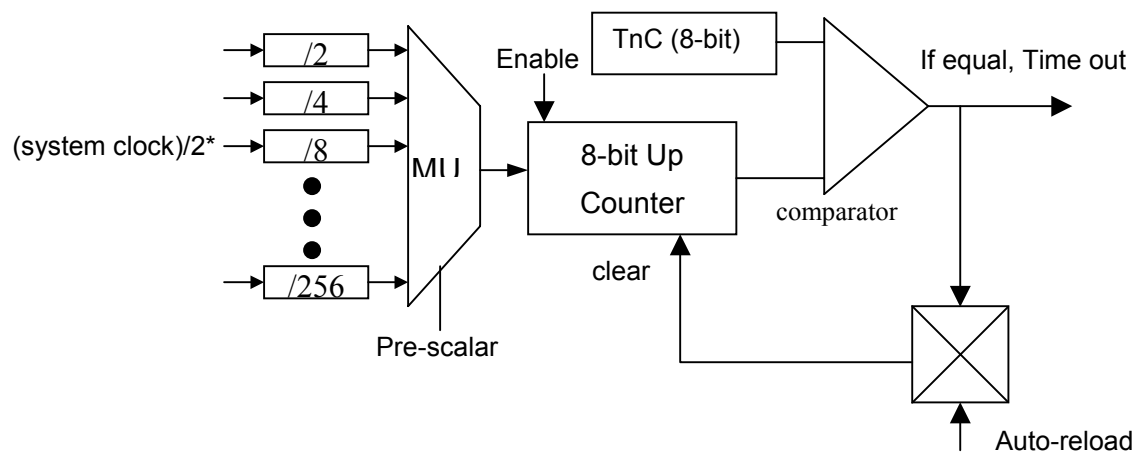 /2
TnC (8-bit)
Enable
If equal, Time out
/4
(system clock)/2*
/8
MU
8-bit Up
Counter
comparator
clear
/256
Pre-scalar
Auto-reload